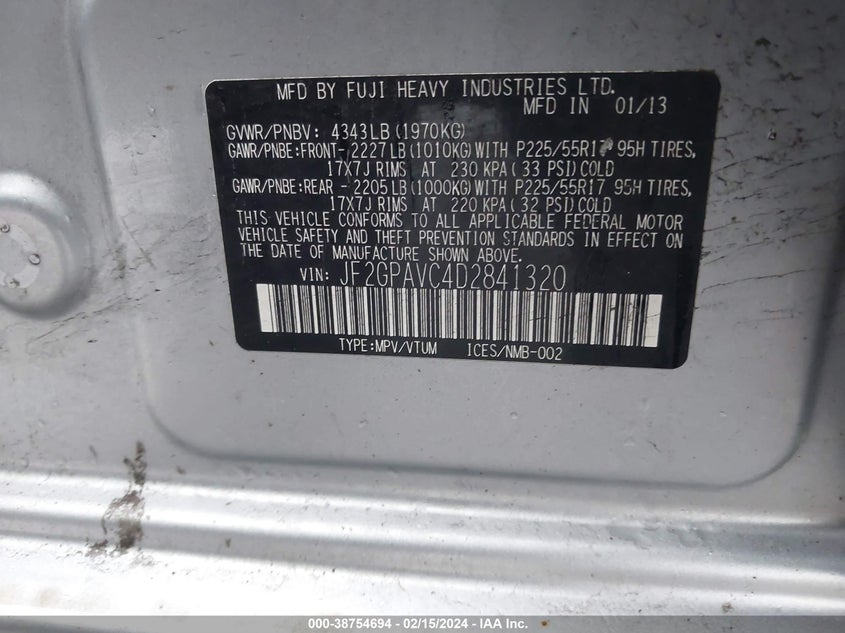 MFD BY FUJI HEAVY INDUSTRIES LTD.
MFD IN 01/13
GVWR/PNBV: 4343LB(1970KG)
GAWR/PNBE:FRONT- 2227LB(1010KG)WITH P225/55R17 95H TIRES,
17X7J RIMS AT 230 KPA(33 PSI)COLD
GAWR/PNBE:REAR - 2205LB(1000KG)WITH P225/55R17 95H TIRES,
17X7J RIMS AT 220 KPA(32 PSI)COLD
THIS VEHICLE CONFORMS TO ALL APPLICABLE FEDERAL MOTOR
VEHICLE SAFETY AND THEFT PREVENTION STANDARDS IN EFFECT ON
THE DATE OF MANUFACTURE SHOWN ABOVE.
VIN: JF2GPAVC4D2841320
TYPE:MPV/VTUM ICES/NMB-002
000-38754694 - 02/15/2024 - IAA Inc.